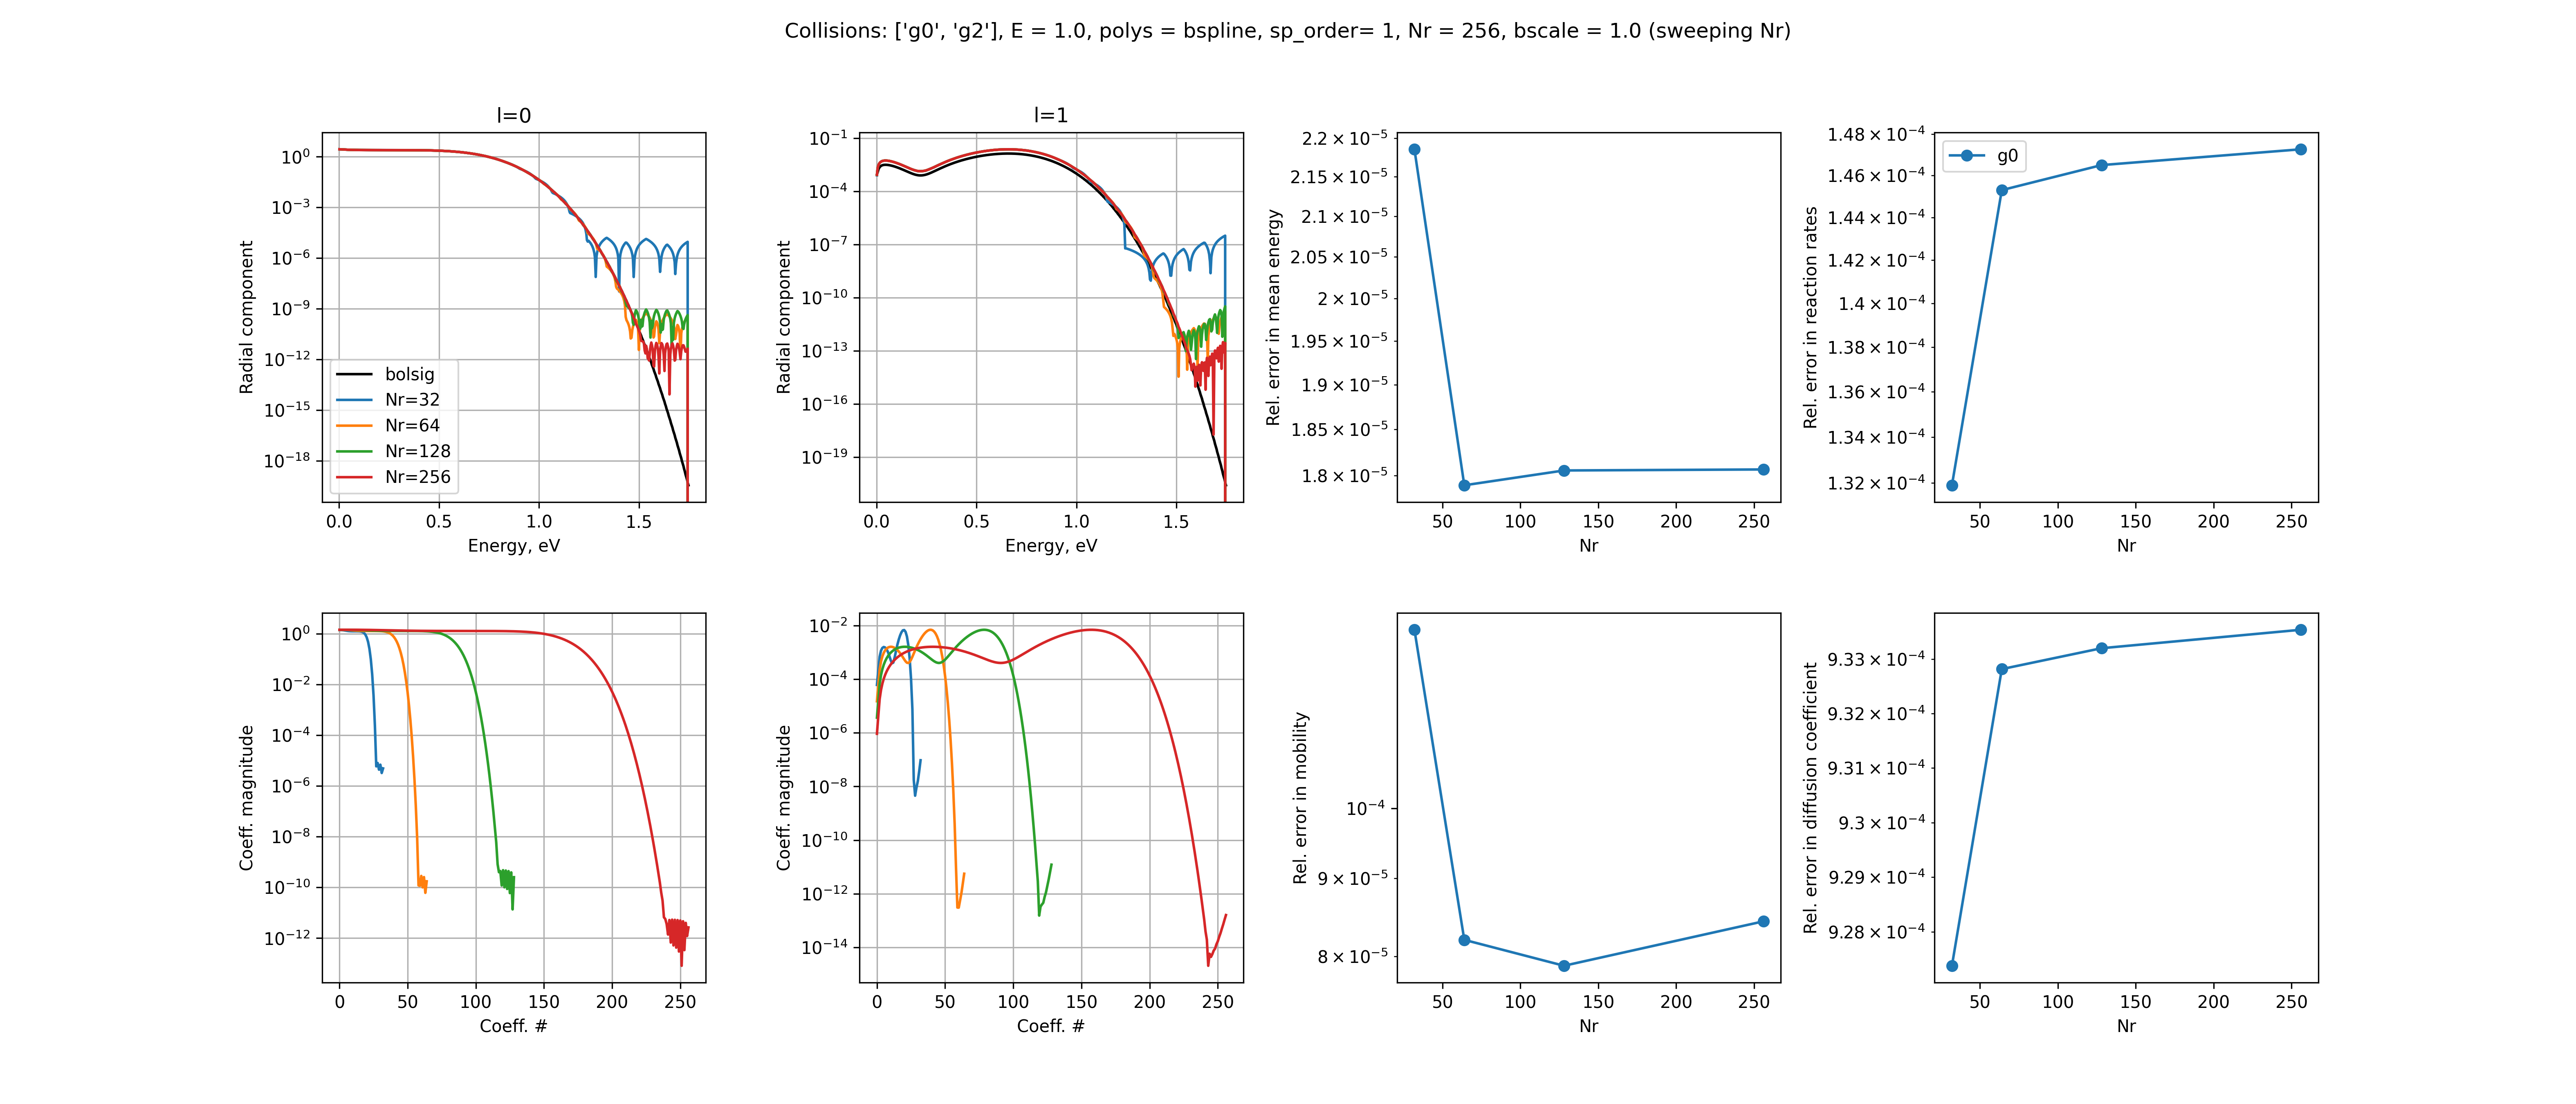 Collisions: ['g0', 'g2'], E = 1.0, polys = bspline, sp_order= 1, Nr = 256, bscale = 1.0 (sweeping Nr)
l=0
Radial component
10⁰
10⁻³
10⁻⁶
10⁻⁹
10⁻¹²
10⁻¹⁵
10⁻¹⁸
bolsig
Nr=32
Nr=64
Nr=128
Nr=256
0.0 0.5 1.0 1.5
Energy, eV
l=1
Radial component
10⁻¹
10⁻⁴
10⁻⁷
10⁻¹⁰
10⁻¹³
10⁻¹⁶
10⁻¹⁹
0.0 0.5 1.0 1.5
Energy, eV
Rel. error in mean energy
2.2 × 10⁻⁵
2.15 × 10⁻⁵
2.1 × 10⁻⁵
2.05 × 10⁻⁵
2 × 10⁻⁵
1.95 × 10⁻⁵
1.9 × 10⁻⁵
1.85 × 10⁻⁵
1.8 × 10⁻⁵
50 100 150 200 250
Nr
Rel. error in reaction rates
1.48 × 10⁻⁴
1.46 × 10⁻⁴
1.44 × 10⁻⁴
1.42 × 10⁻⁴
1.4 × 10⁻⁴
1.38 × 10⁻⁴
1.36 × 10⁻⁴
1.34 × 10⁻⁴
1.32 × 10⁻⁴
g0
50 100 150 200 250
Nr
Coeff. magnitude
10⁰
10⁻²
10⁻⁴
10⁻⁶
10⁻⁸
10⁻¹⁰
10⁻¹²
0 50 100 150 200 250
Coeff. #
Coeff. magnitude
10⁻²
10⁻⁴
10⁻⁶
10⁻⁸
10⁻¹⁰
10⁻¹²
10⁻¹⁴
0 50 100 150 200 250
Coeff. #
Rel. error in mobility
10⁻⁴
9 × 10⁻⁵
8 × 10⁻⁵
50 100 150 200 250
Nr
Rel. error in diffusion coefficient
9.33 × 10⁻⁴
9.32 × 10⁻⁴
9.31 × 10⁻⁴
9.3 × 10⁻⁴
9.29 × 10⁻⁴
9.28 × 10⁻⁴
50 100 150 200 250
Nr